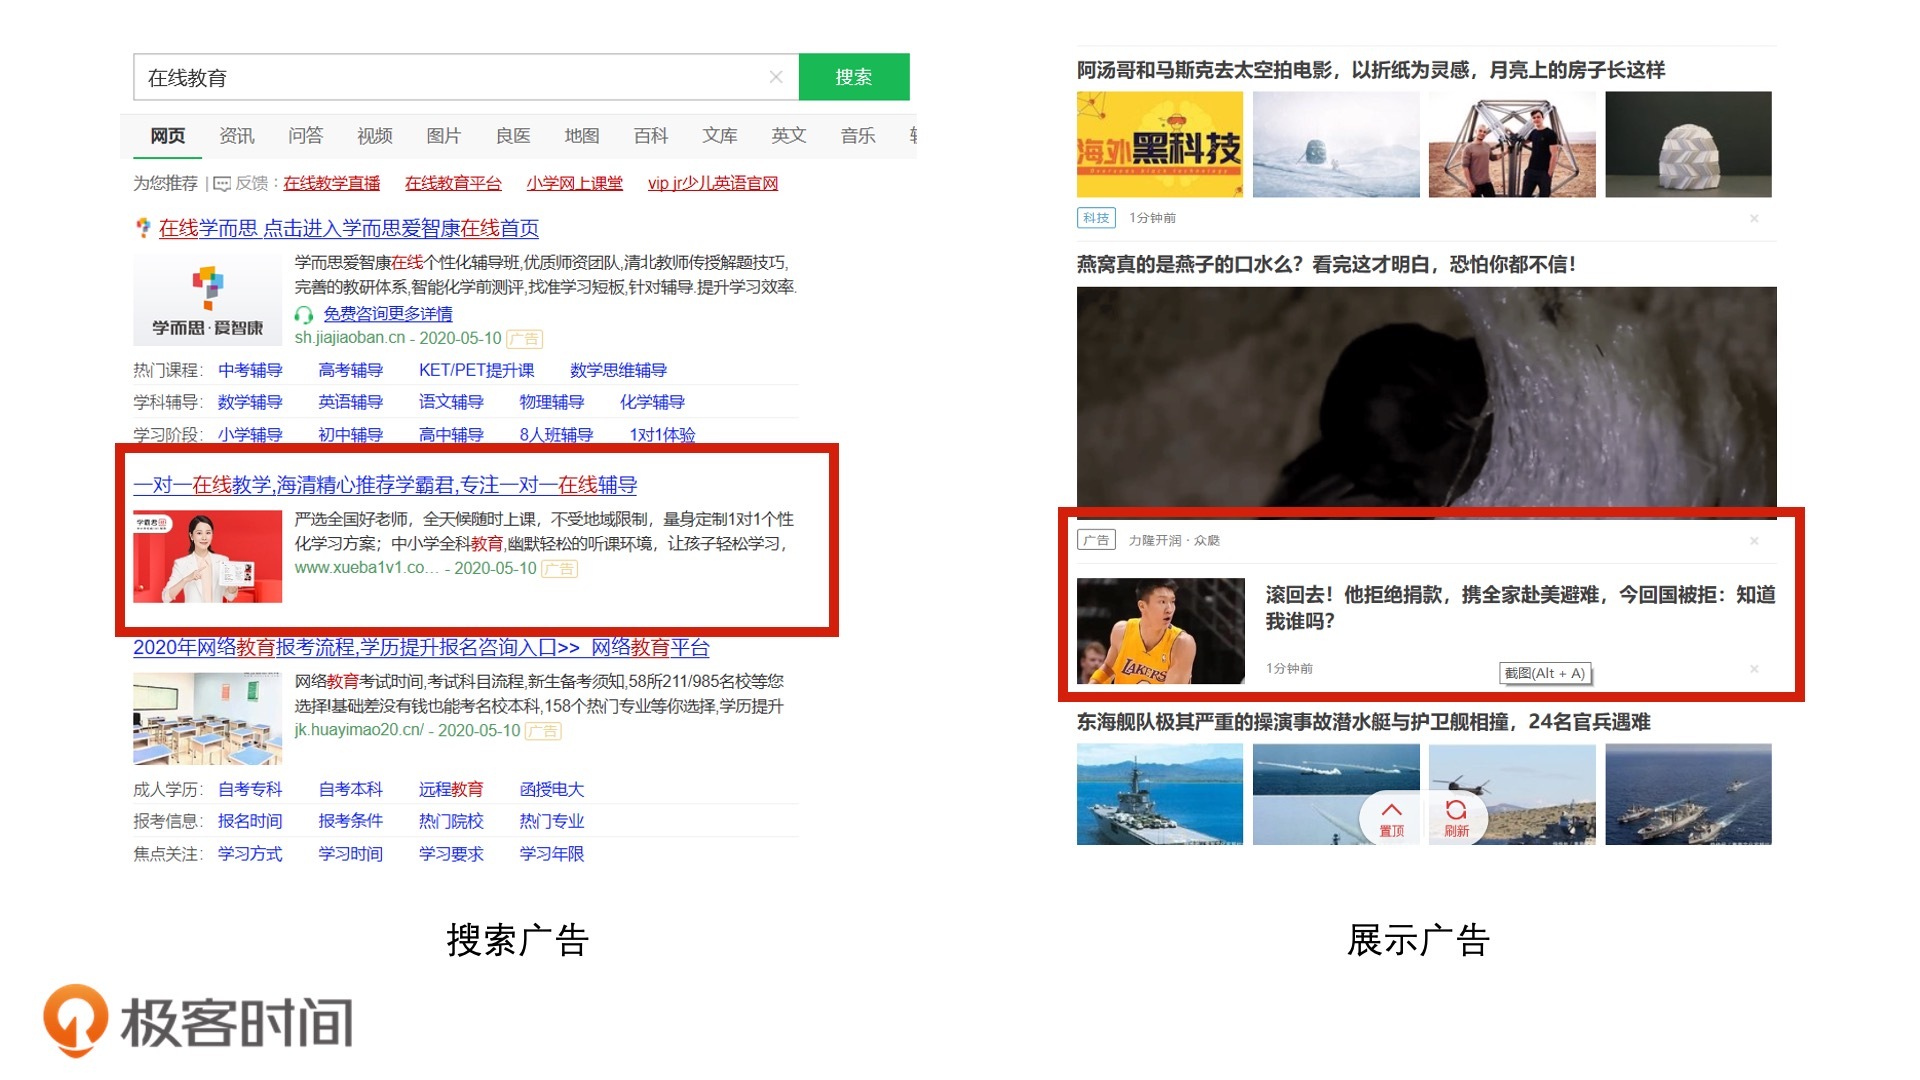 在线教育
搜索
网页 资讯 问答 视频 图片 良医 地图 百科 文库 英文 音乐
为您推荐 | 反馈： 在线教学直播 在线教育平台 小学网上课堂 vip jr少儿英语官网
在线学而思 点击进入学而思爱智康在线首页
学而思·爱智康
学而思爱智康在线个性化辅导班,优质师资团队,清北教师传授解题技巧,
完善的教研体系,智能化学前测评,找准学习短板,针对辅导.提升学习效率.
免费咨询更多详情
sh.jiajiaoban.cn - 2020-05-10 广告
热门课程: 中考辅导 高考辅导 KET/PET提升课 数学思维辅导
学科辅导: 数学辅导 英语辅导 语文辅导 物理辅导 化学辅导
学习阶段: 小学辅导 初中辅导 高中辅导 8人班辅导 1对1体验
一对一在线教学,海清精心推荐学霸君,专注一对一在线辅导
学霸君
严选全国好老师，全天候随时上课，不受地域限制，量身定制1对1个性
化学习方案；中小学全科教育,幽默轻松的听课环境，让孩子轻松学习，
www.xueba1v1.co... - 2020-05-10 广告
2020年网络教育报考流程,学历提升报名咨询入口>> 网络教育平台
网络教育考试时间,考试科目流程,新生备考须知,58所211/985名校等您
选择!基础差没有钱也能考名校本科,158个热门专业等你选择,学历提升
jk.huayimao20.cn/ - 2020-05-10 广告
成人学历: 自考专科 自考本科 远程教育 函授电大
报考信息: 报名时间 报考条件 热门院校 热门专业
焦点关注: 学习方式 学习时间 学习要求 学习年限
搜索广告
阿汤哥和马斯克去太空拍电影，以折纸为灵感，月亮上的房子长这样
海外黑科技
Overseas black technology
科技 1分钟前
燕窝真的是燕子的口水么？看完这才明白，恐怕你都不信！
广告 力隆开润 · 众麽
LAKERS
滚回去！他拒绝捐款，携全家赴美避难，今回国被拒：知道
我谁吗？
1分钟前
截图(Alt + A)
东海舰队极其严重的操演事故潜水艇与护卫舰相撞，24名官兵遇难
置顶 刷新
展示广告
极客时间